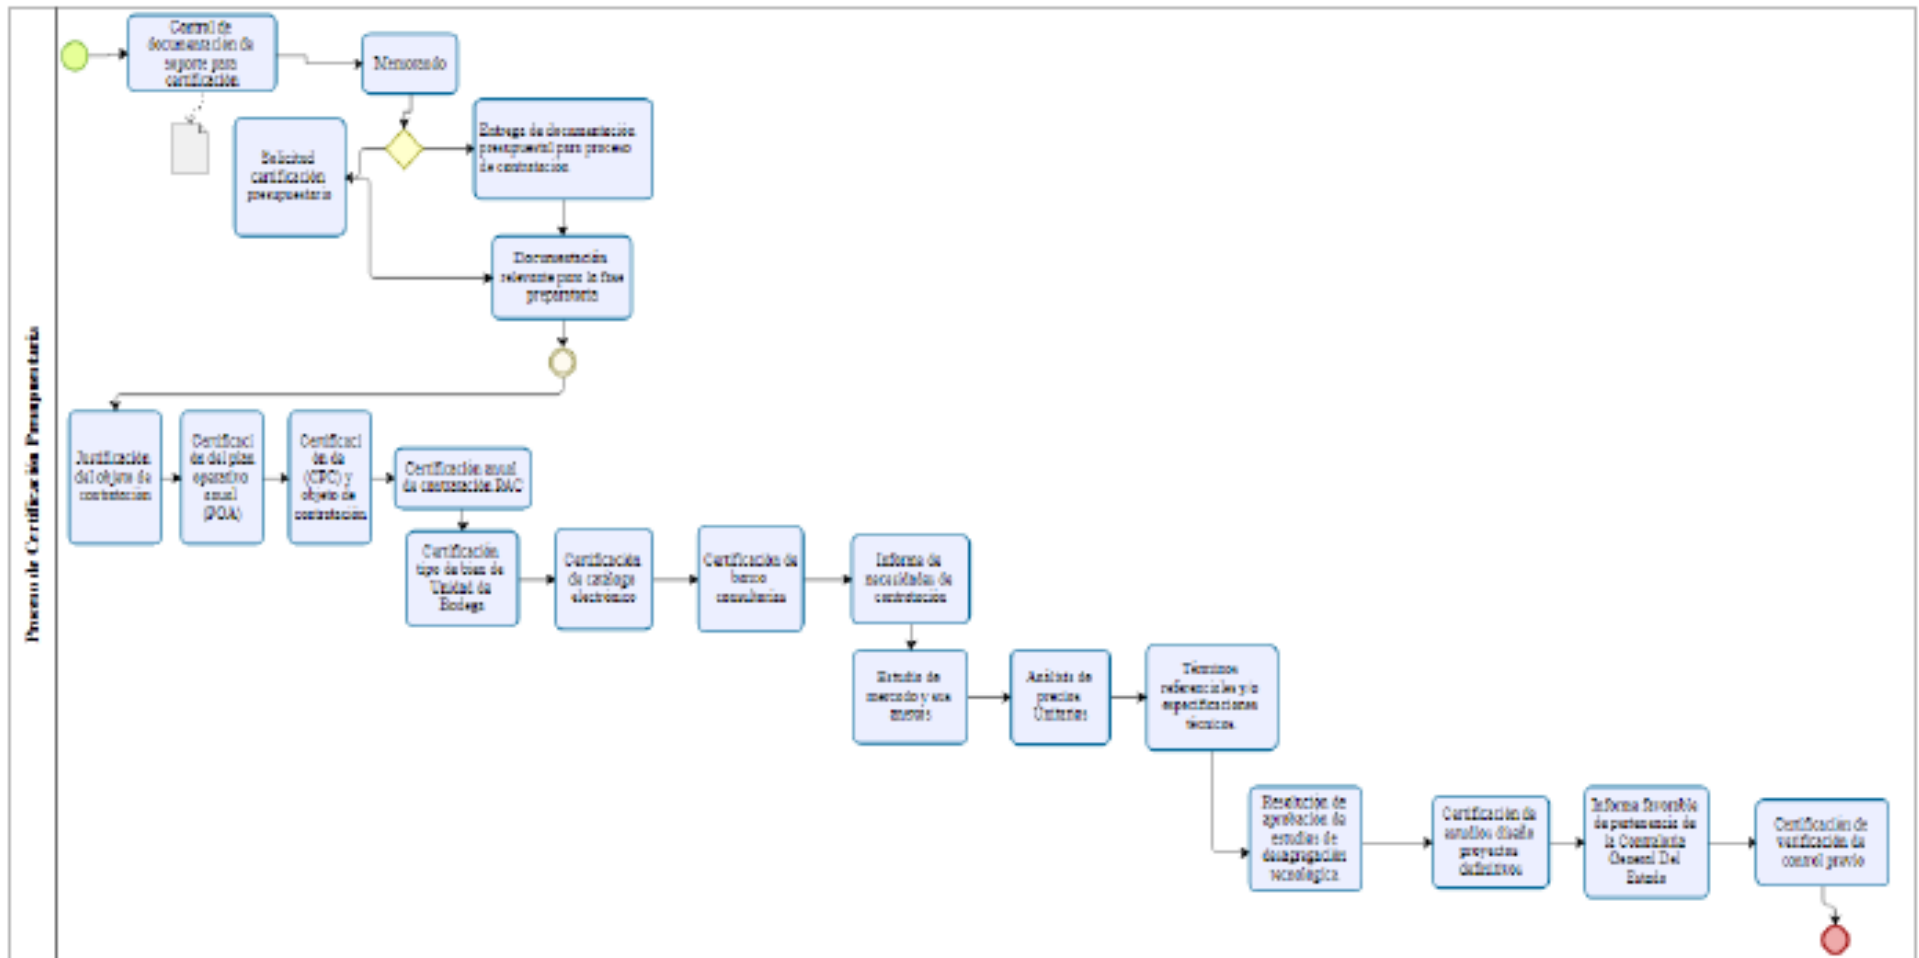 Proceso de Certificación Presupuestaria
Control de
documentación de
soporte para
certificación
Memorando
Entrega de documentación
presupuestal para proceso
de contratación
Solicitud
certificación
presupuestaria
Documentación
relevante para la fase
preparatoria
Justificación
del objeto de
contratación
Certificaci
ón del plan
operativo
anual
(POA)
Certificaci
ón de
(CPC) y
objeto de
contratación
Certificación anual
de contratación PAC
Certificación
tipo de bien de
Unidad de
Bodega
Certificación
de catálogo
electrónico
Certificación de
consultorías
Informe de
necesidades de
contratación
Estudio de
mercado y sus
anexos
Análisis de
precios
Unitarios
Términos
referenciales y/o
especificaciones
técnicos
Resolución de
aprobación de
estudios de
desagregación
tecnológica
Certificación de
estudios diseño
proyectos
definitivos
Informe favorable
de pertenencia de
la Contraloría
General Del
Estado
Certificación de
verificación de
control previo